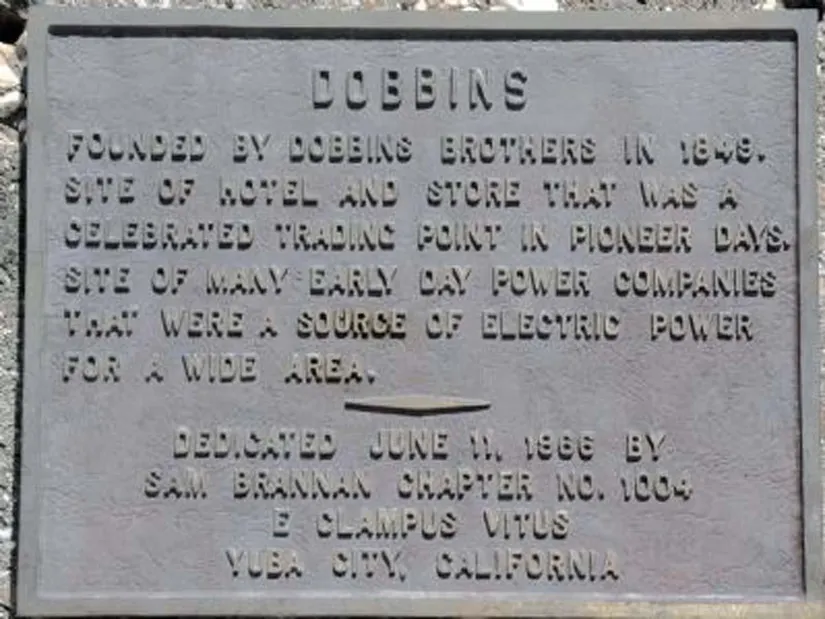 DOBBINS
FOUNDED BY DOBBINS BROTHERS IN 1849.
SITE OF HOTEL AND STORE THAT WAS A
CELEBRATED TRADING POINT IN PIONEER DAYS.
SITE OF MANY EARLY DAY POWER COMPANIES
THAT WERE A SOURCE OF ELECTRIC POWER
FOR A WIDE AREA.
DEDICATED JUNE 11, 1966 BY
SAM BRANNAN CHAPTER NO. 1004
E CLAMPUS VITUS
YUBA CITY, CALIFORNIA